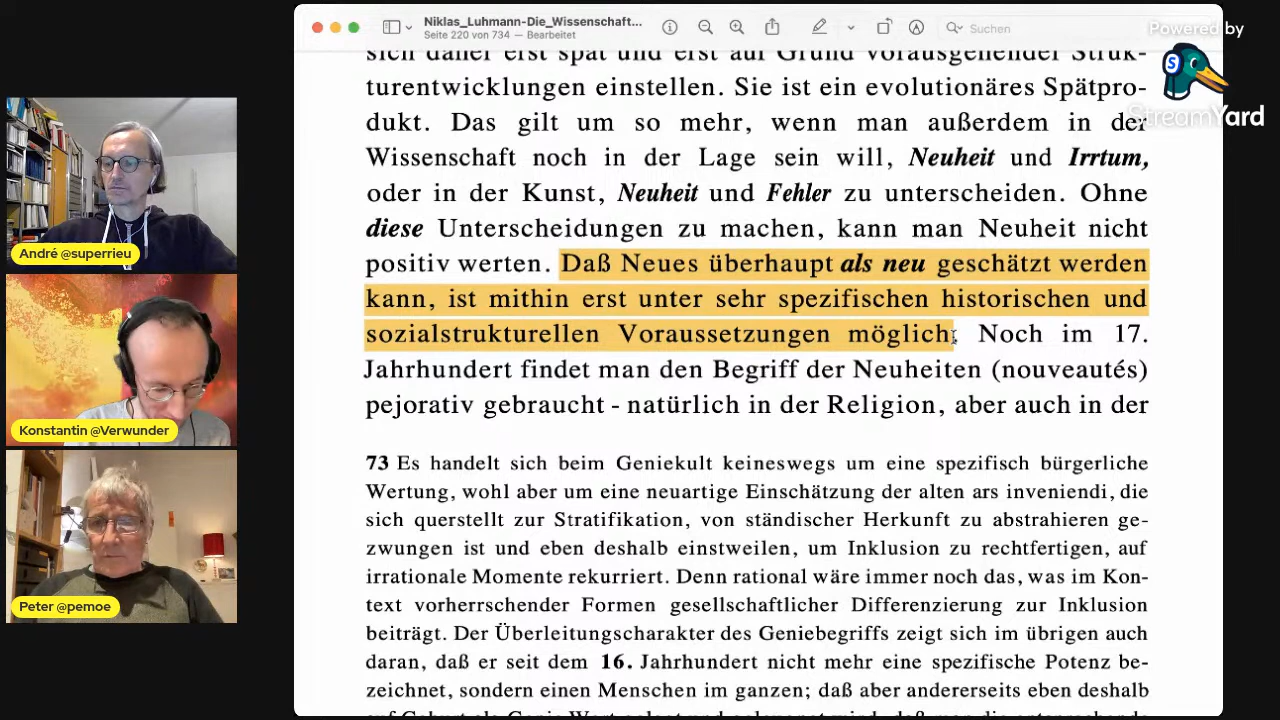 Niklas_Luhmann-Die_Wissenschaft...
Seite 220 von 734 — Bearbeitet
Suchen
Powered by
StreamYard
sich daher erst spät und erst auf Grund vorausgehender Struk-
turentwicklungen einstellen. Sie ist ein evolutionäres Spätpro-
dukt. Das gilt um so mehr, wenn man außerdem in der
Wissenschaft noch in der Lage sein will, Neuheit und Irrtum,
oder in der Kunst, Neuheit und Fehler zu unterscheiden. Ohne
diese Unterscheidungen zu machen, kann man Neuheit nicht
positiv werten. Daß Neues überhaupt als neu geschätzt werden
kann, ist mithin erst unter sehr spezifischen historischen und
sozialstrukturellen Voraussetzungen möglich. Noch im 17.
Jahrhundert findet man den Begriff der Neuheiten (nouveautés)
pejorativ gebraucht - natürlich in der Religion, aber auch in der
73 Es handelt sich beim Geniekult keineswegs um eine spezifisch bürgerliche
Wertung, wohl aber um eine neuartige Einschätzung der alten ars inveniendi, die
sich querstellt zur Stratifikation, von ständischer Herkunft zu abstrahieren ge-
zwungen ist und eben deshalb einstweilen, um Inklusion zu rechtfertigen, auf
irrationale Momente rekurriert. Denn rational wäre immer noch das, was im Kon-
text vorherrschender Formen gesellschaftlicher Differenzierung zur Inklusion
beiträgt. Der Überleitungscharakter des Geniebegriffs zeigt sich im übrigen auch
daran, daß er seit dem 16. Jahrhundert nicht mehr eine spezifische Potenz be-
zeichnet, sondern einen Menschen im ganzen; daß aber andererseits eben deshalb
André @superrieu
Konstantin @Verwunder
Peter @pemoe